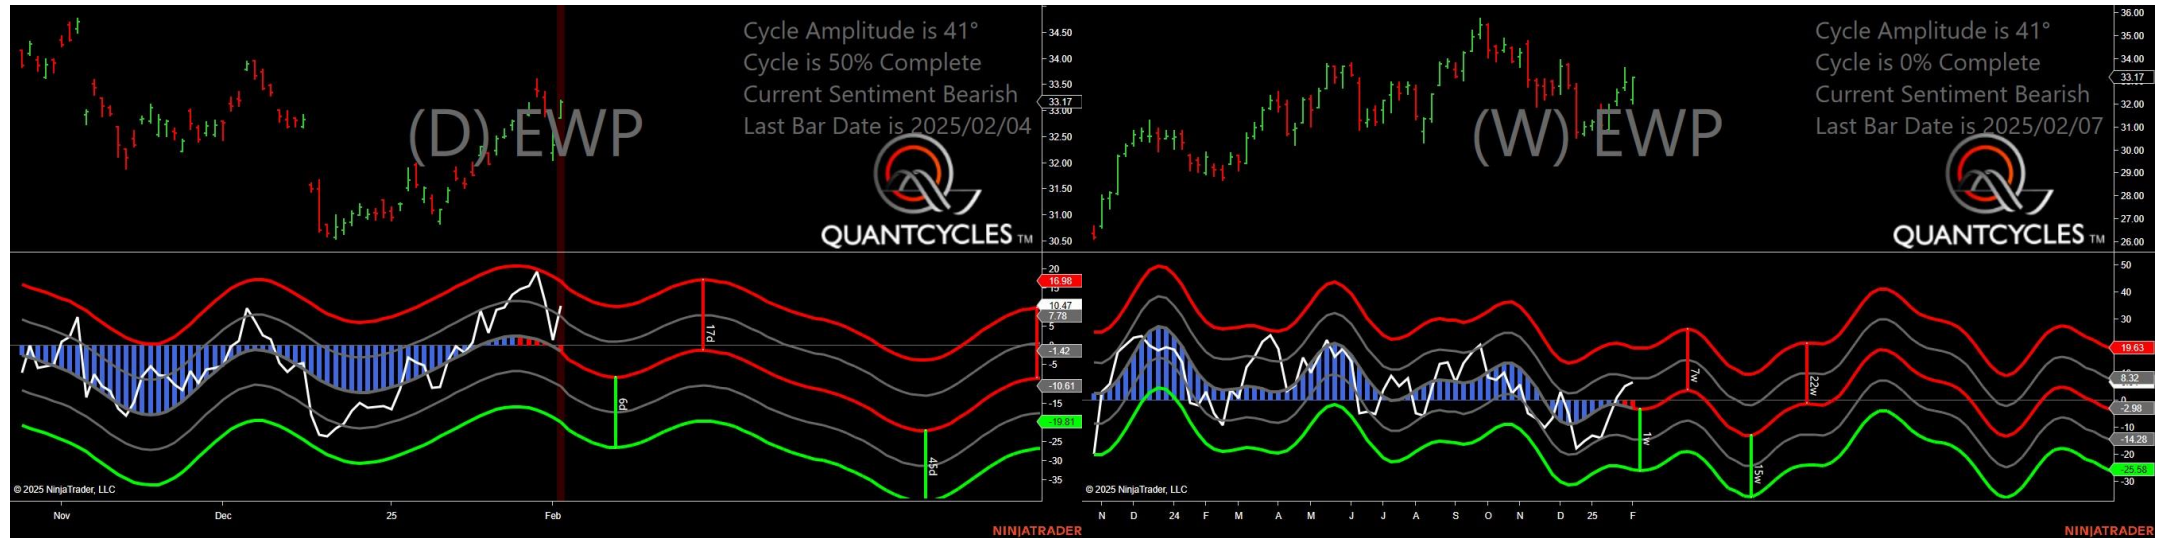 Cycle Amplitude is 41°
Cycle is 50% Complete
Current Sentiment Bearish
Last Bar Date is 2025/02/04
(D) EWP
QUANTCYCLES TM
34.50
34.00
33.50
33.17
33.00
32.50
32.00
31.50
31.00
30.50
20
16.98
15
10.47
7.78
5
0
-1.42
-5
-10.61
-15
-19.81
-25
-30
-35
17d
6d
45d
© 2025 NinjaTrader, LLC
Nov
Dec
25
Feb
NINJATRADER
Cycle Amplitude is 41°
Cycle is 0% Complete
Current Sentiment Bearish
Last Bar Date is 2025/02/07
(W) EWP
QUANTCYCLES TM
36.00
35.00
34.00
33.17
32.00
31.00
30.00
29.00
28.00
27.00
26.00
50
40
30
19.63
8.32
0
-2.98
-10
-14.28
-20
-25.58
-30
7w
22w
1w
15w
© 2025 NinjaTrader, LLC
N D 24 F M A M J J A S O N D 25 F
NINJATRADER